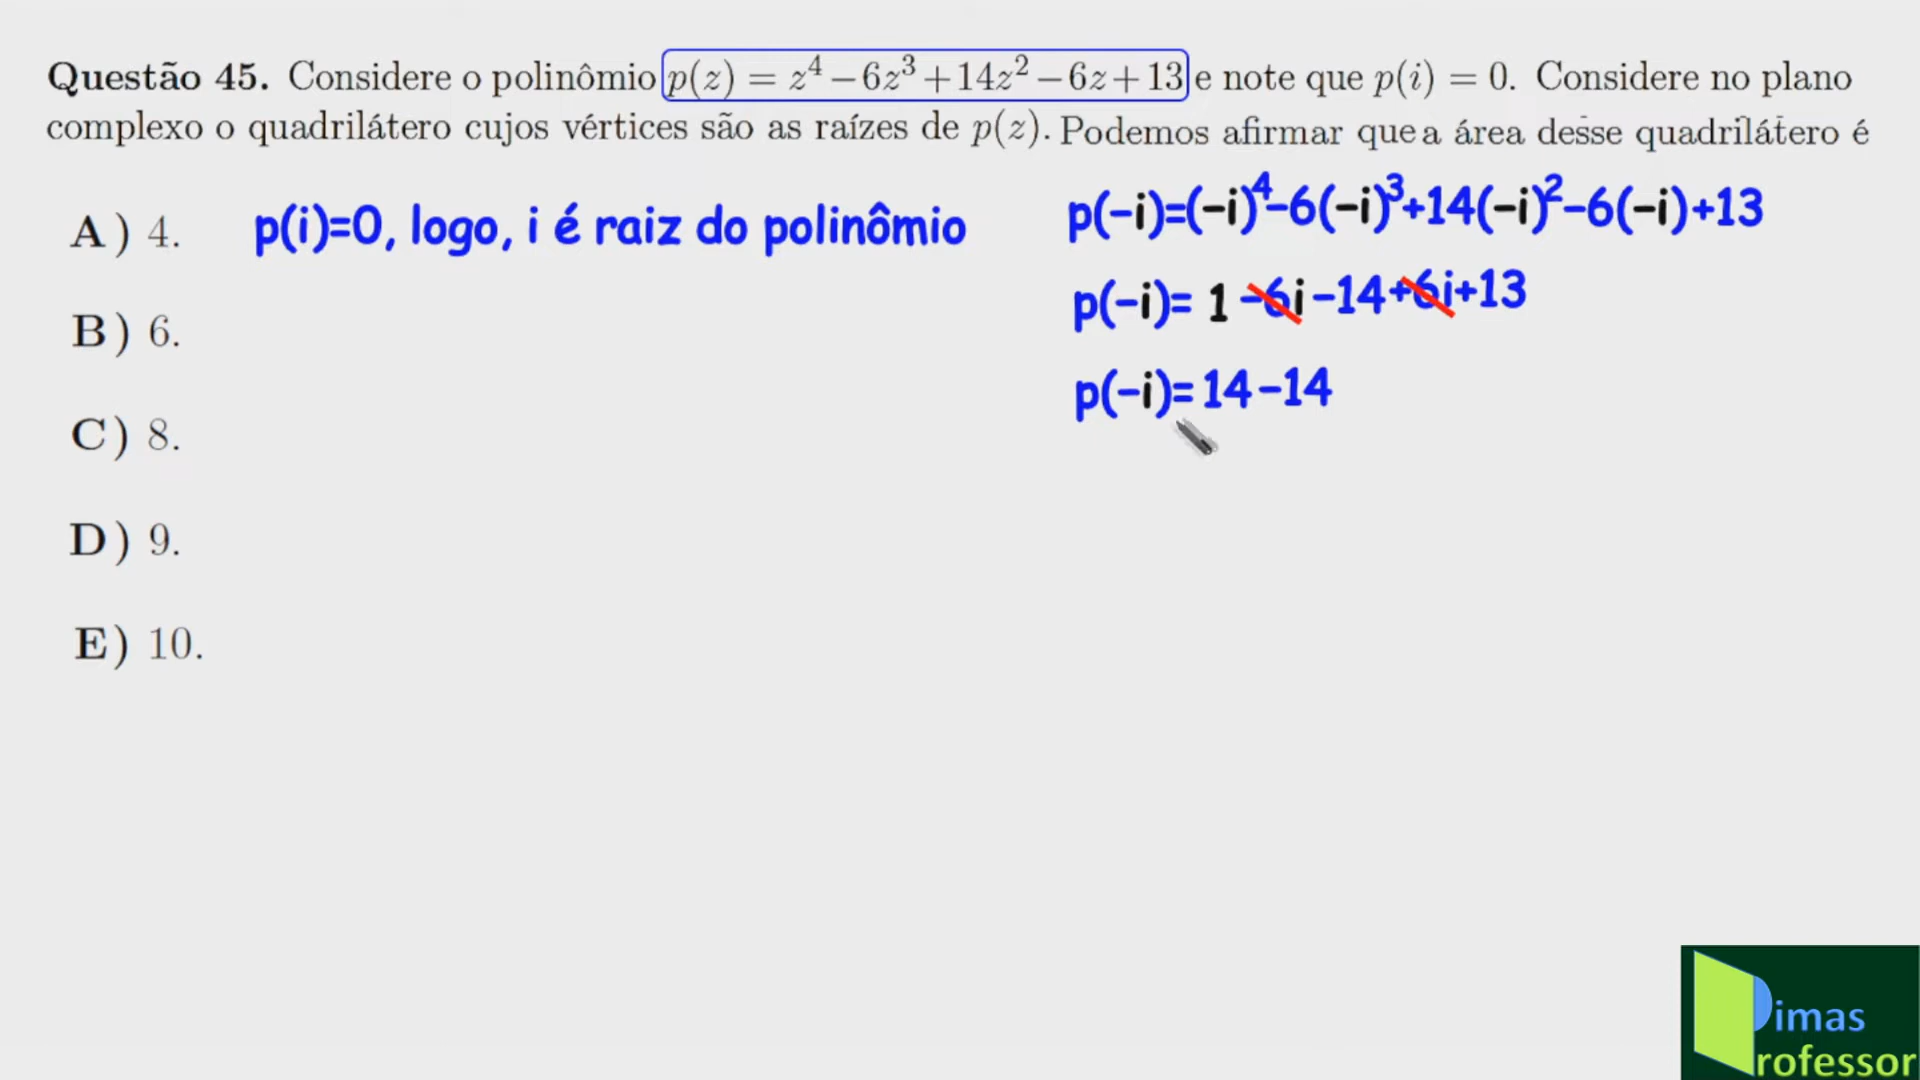 Questão 45. Considere o polinômio p(z) = z⁴ − 6z³ + 14z² − 6z + 13 e note que p(i) = 0. Considere no plano
complexo o quadrilátero cujos vértices são as raízes de p(z). Podemos afirmar que a área desse quadrilátero é
A) 4.
p(i)=0, logo, i é raiz do polinômio
B) 6.
C) 8.
D) 9.
E) 10.
p(-i)=(-i)⁴-6(-i)³+14(-i)²-6(-i)+13
p(-i)= 1 -6i -14+6i+13
p(-i)= 14-14
Dimas
Professor